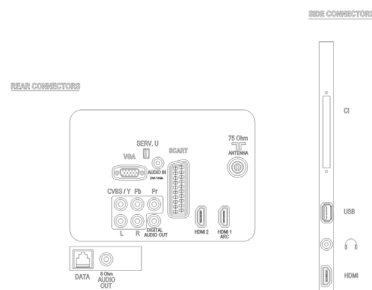 SIDE CONNECTORS
REAR CONNECTORS
CI
SERV. U
75 Ohm
VGA
SCART
ANTENNA
AUDIO IN
CVBS / Y Pb Pr
USB
L R DIGITAL
AUDIO OUT
HDMI 2
HDMI 1
ARC
DATA
8 Ohm
AUDIO
OUT
HDMI